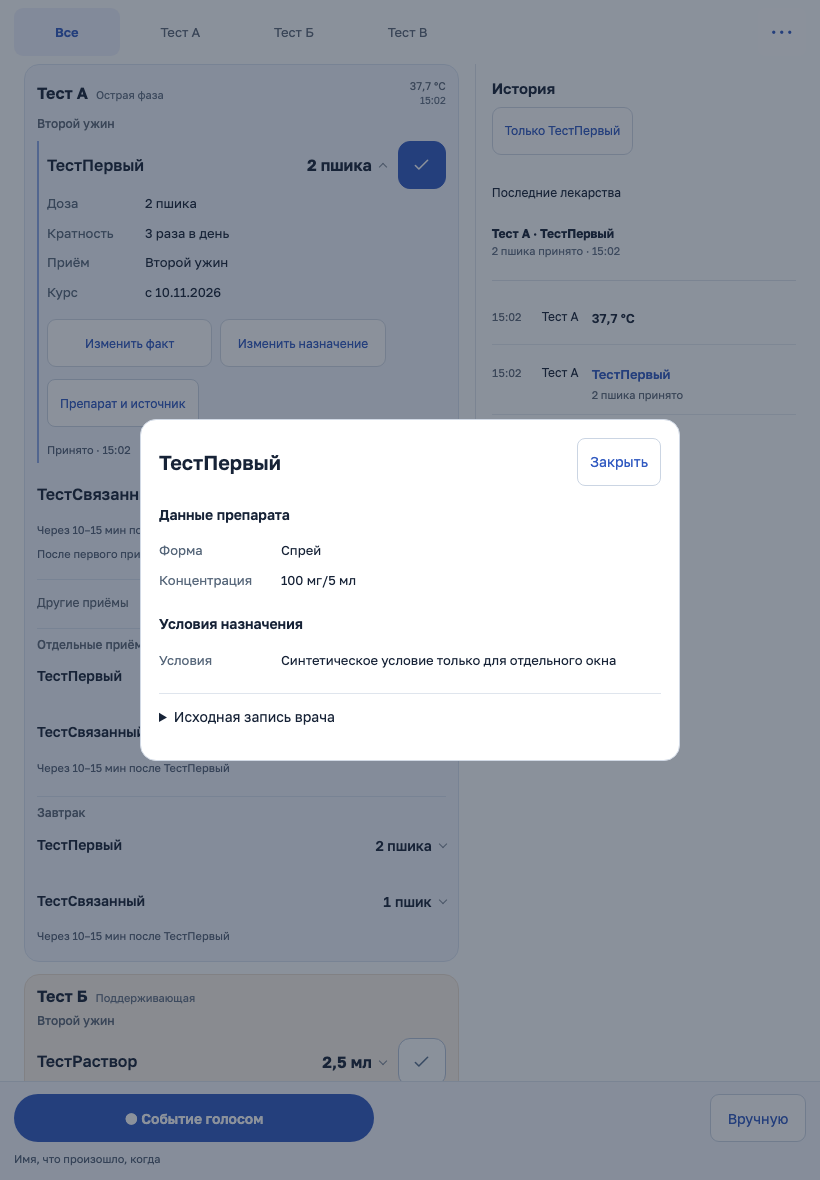 Все
Тест А
Тест Б
Тест В
Тест А Острая фаза
37,7 °C
15:02
Второй ужин
ТестПервый
2 пшика
Доза 2 пшика
Кратность 3 раза в день
Приём Второй ужин
Курс с 10.11.2026
Изменить факт
Изменить назначение
Препарат и источник
Принято · 15:02
ТестСвязанн
Через 10–15 мин по
После первого при
Другие приёмы
Отдельные приём
ТестПервый
ТестСвязанный
Через 10–15 мин после ТестПервый
Завтрак
ТестПервый 2 пшика
ТестСвязанный 1 пшик
Через 10–15 мин после ТестПервый
Тест Б Поддерживающая
Второй ужин
ТестРаствор 2,5 мл
История
Только ТестПервый
Последние лекарства
Тест А · ТестПервый
2 пшика принято · 15:02
15:02 Тест А 37,7 °C
15:02 Тест А ТестПервый
2 пшика принято
ТестПервый
Закрыть
Данные препарата
Форма Спрей
Концентрация 100 мг/5 мл
Условия назначения
Условия Синтетическое условие только для отдельного окна
Исходная запись врача
Событие голосом
Вручную
Имя, что произошло, когда